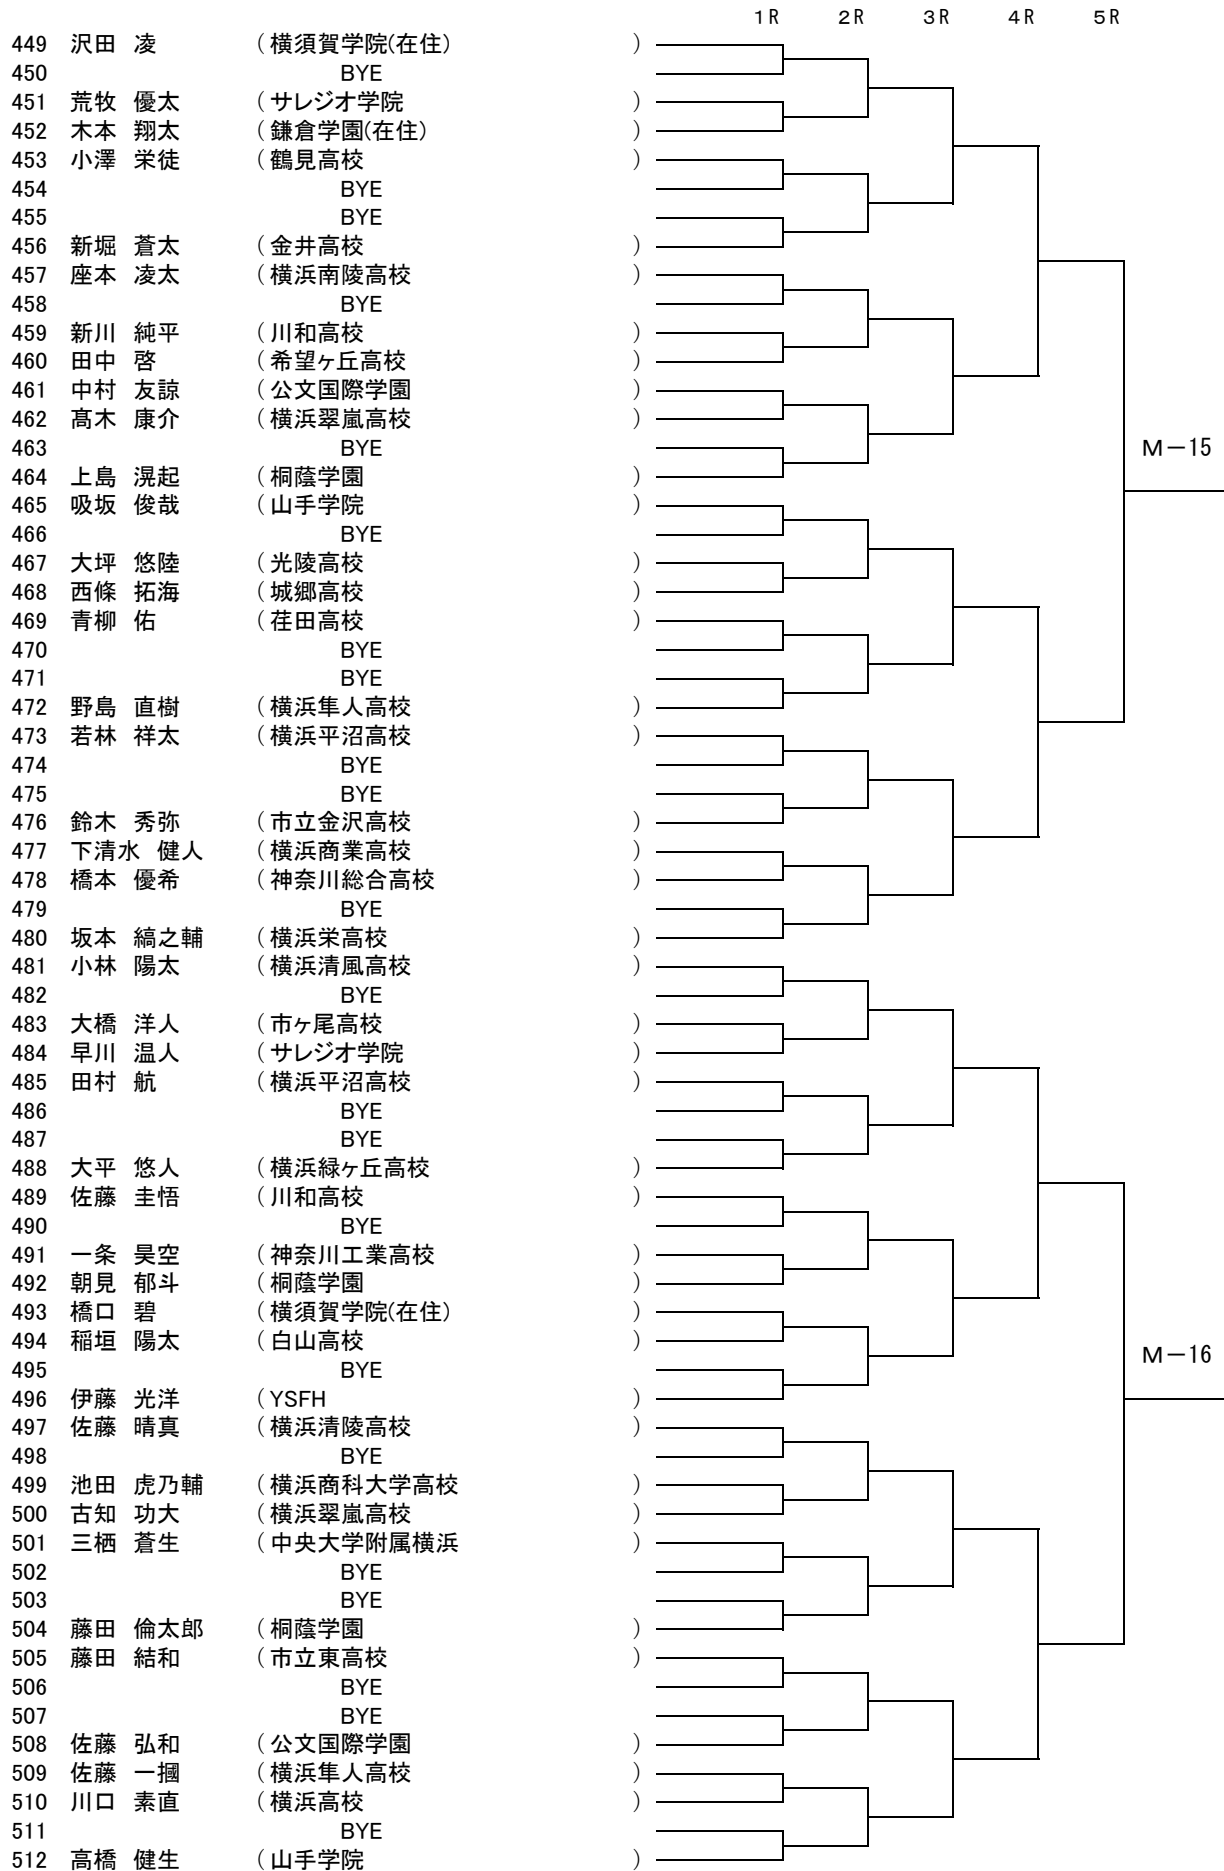 1R 2R 3R 4R 5R
449 沢田 凌 (横須賀学院(在住) )
450 BYE
451 荒牧 優太 (サレジオ学院 )
452 木本 翔太 (鎌倉学園(在住) )
453 小澤 栄徒 (鶴見高校 )
454 BYE
455 BYE
456 新堀 蒼太 (金井高校 )
457 座本 凌太 (横浜南陵高校 )
458 BYE
459 新川 純平 (川和高校 )
460 田中 啓 (希望ヶ丘高校 )
461 中村 友諒 (公文国際学園 )
462 髙木 康介 (横浜翠嵐高校 )
463 BYE
M－15
464 上島 滉起 (桐蔭学園 )
465 吸坂 俊哉 (山手学院 )
466 BYE
467 大坪 悠陸 (光陵高校 )
468 西條 拓海 (城郷高校 )
469 青柳 佑 (荏田高校 )
470 BYE
471 BYE
472 野島 直樹 (横浜隼人高校 )
473 若林 祥太 (横浜平沼高校 )
474 BYE
475 BYE
476 鈴木 秀弥 (市立金沢高校 )
477 下清水 健人 (横浜商業高校 )
478 橋本 優希 (神奈川総合高校 )
479 BYE
480 坂本 縞之輔 (横浜栄高校 )
481 小林 陽太 (横浜清風高校 )
482 BYE
483 大橋 洋人 (市ヶ尾高校 )
484 早川 温人 (サレジオ学院 )
485 田村 航 (横浜平沼高校 )
486 BYE
487 BYE
488 大平 悠人 (横浜緑ヶ丘高校 )
489 佐藤 圭悟 (川和高校 )
490 BYE
491 一条 昊空 (神奈川工業高校 )
492 朝見 郁斗 (桐蔭学園 )
493 橋口 碧 (横須賀学院(在住) )
494 稲垣 陽太 (白山高校 )
495 BYE
M－16
496 伊藤 光洋 (YSFH )
497 佐藤 晴真 (横浜清陵高校 )
498 BYE
499 池田 虎乃輔 (横浜商科大学高校 )
500 古知 功大 (横浜翠嵐高校 )
501 三栖 蒼生 (中央大学附属横浜 )
502 BYE
503 BYE
504 藤田 倫太郎 (桐蔭学園 )
505 藤田 結和 (市立東高校 )
506 BYE
507 BYE
508 佐藤 弘和 (公文国際学園 )
509 佐藤 一摑 (横浜隼人高校 )
510 川口 素直 (横浜高校 )
511 BYE
512 高橋 健生 (山手学院 )